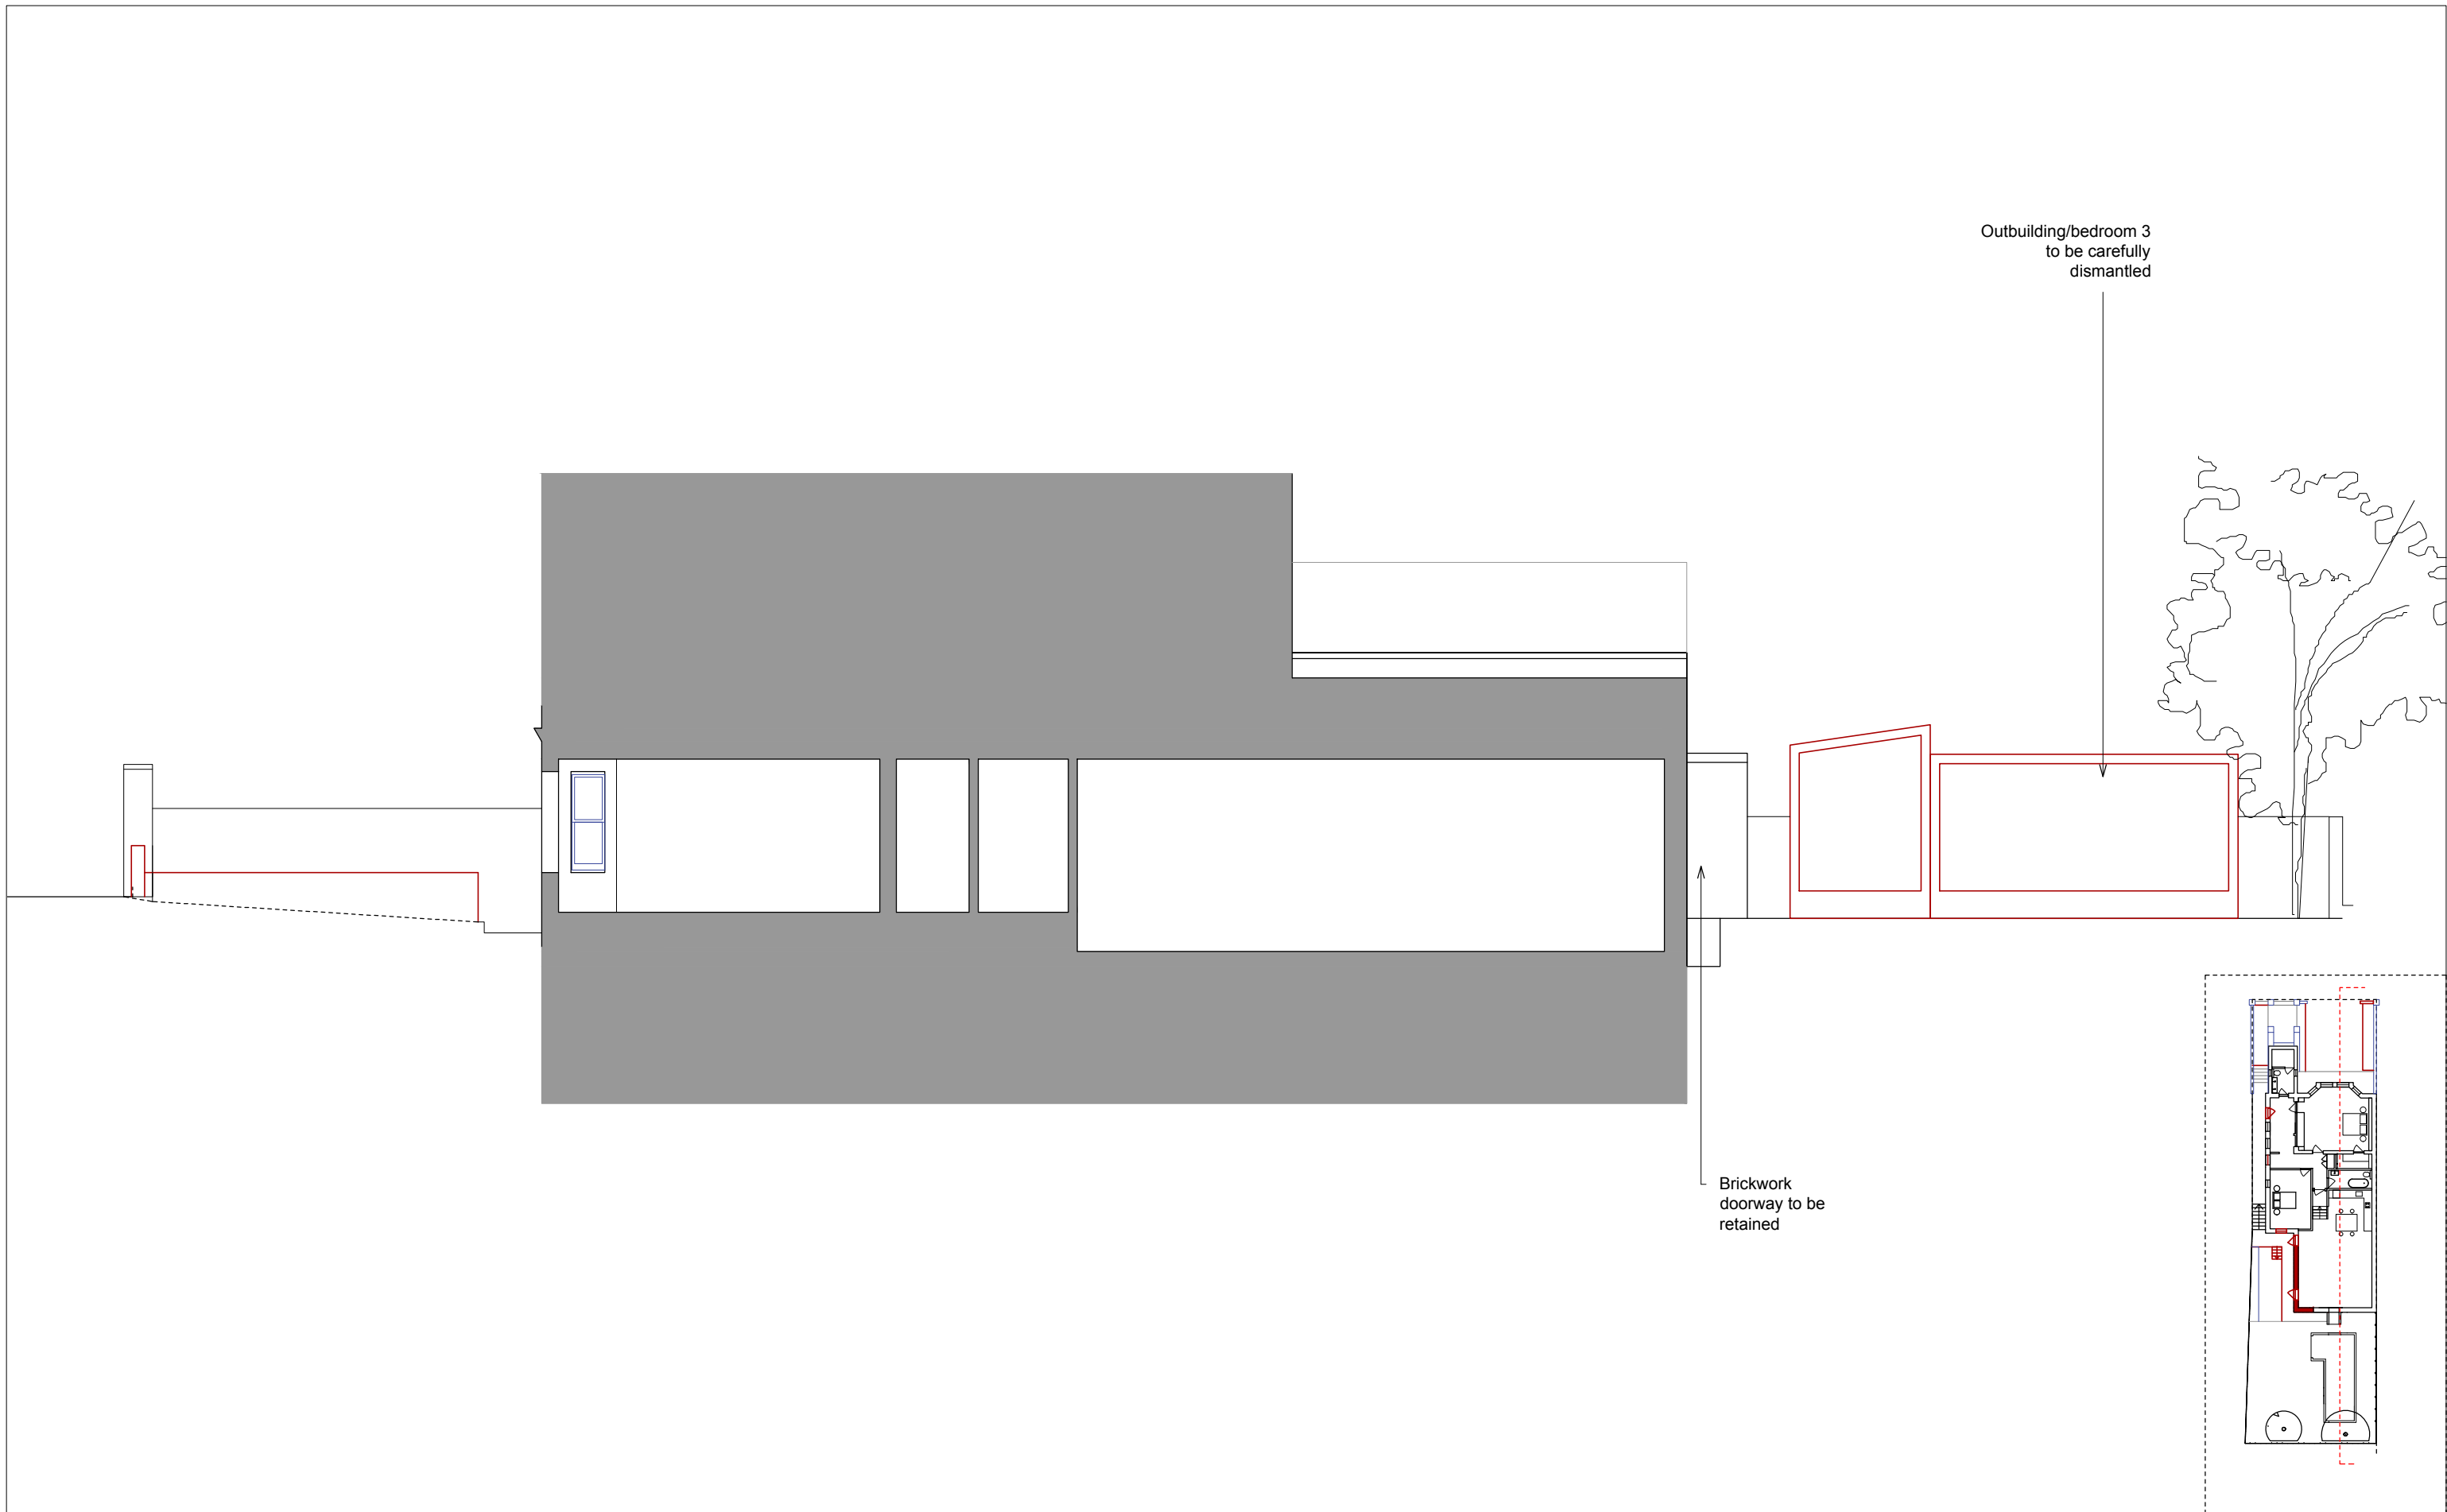 Outbuilding/bedroom 3
to be carefully
dismantled
Brickwork
doorway to be
retained